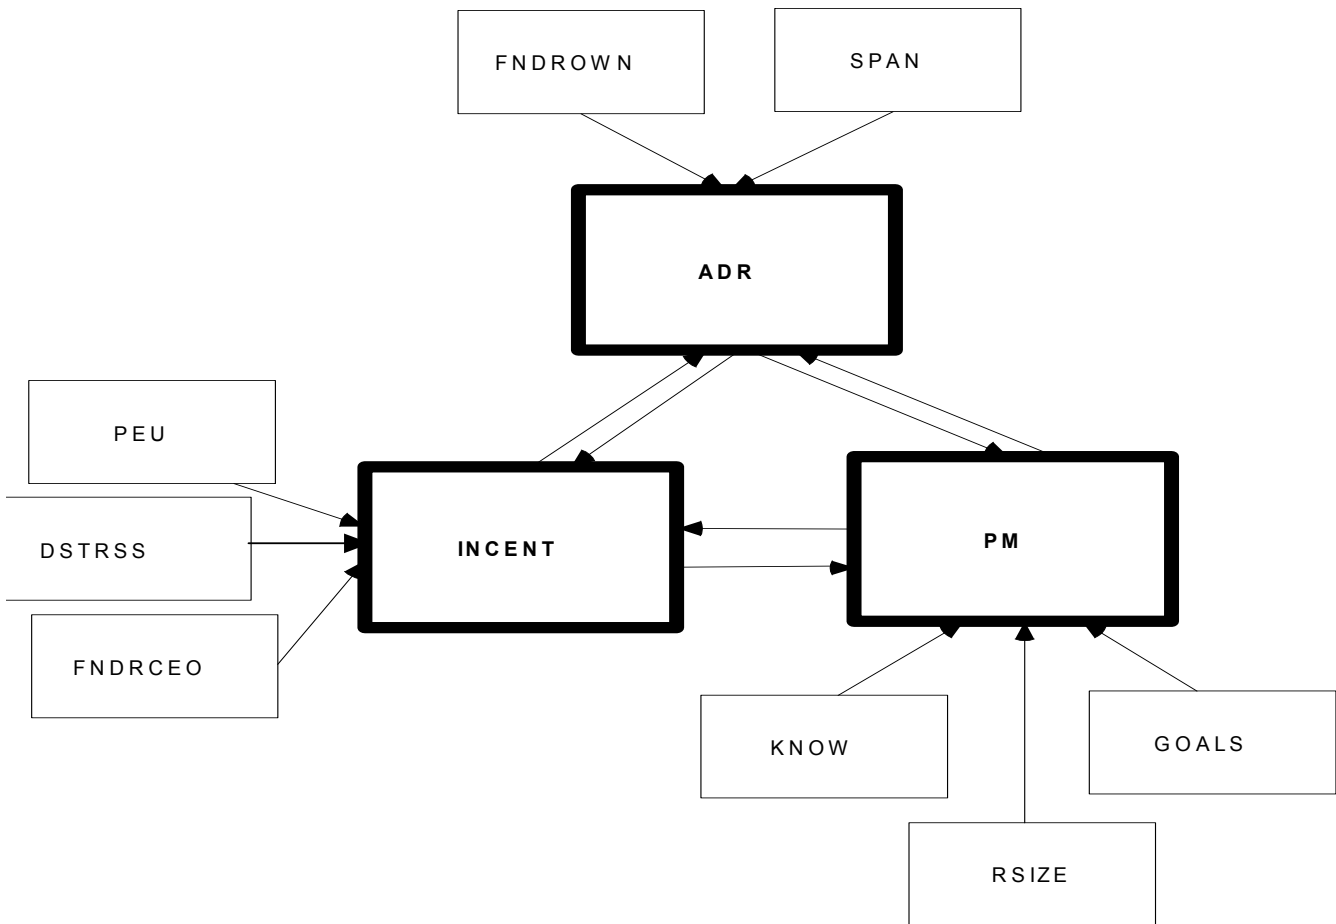 FNDROWN
SPAN
ADR
PEU
DSTRSS
INCENT
PM
FNDRCEO
KNOW
GOALS
RSIZE